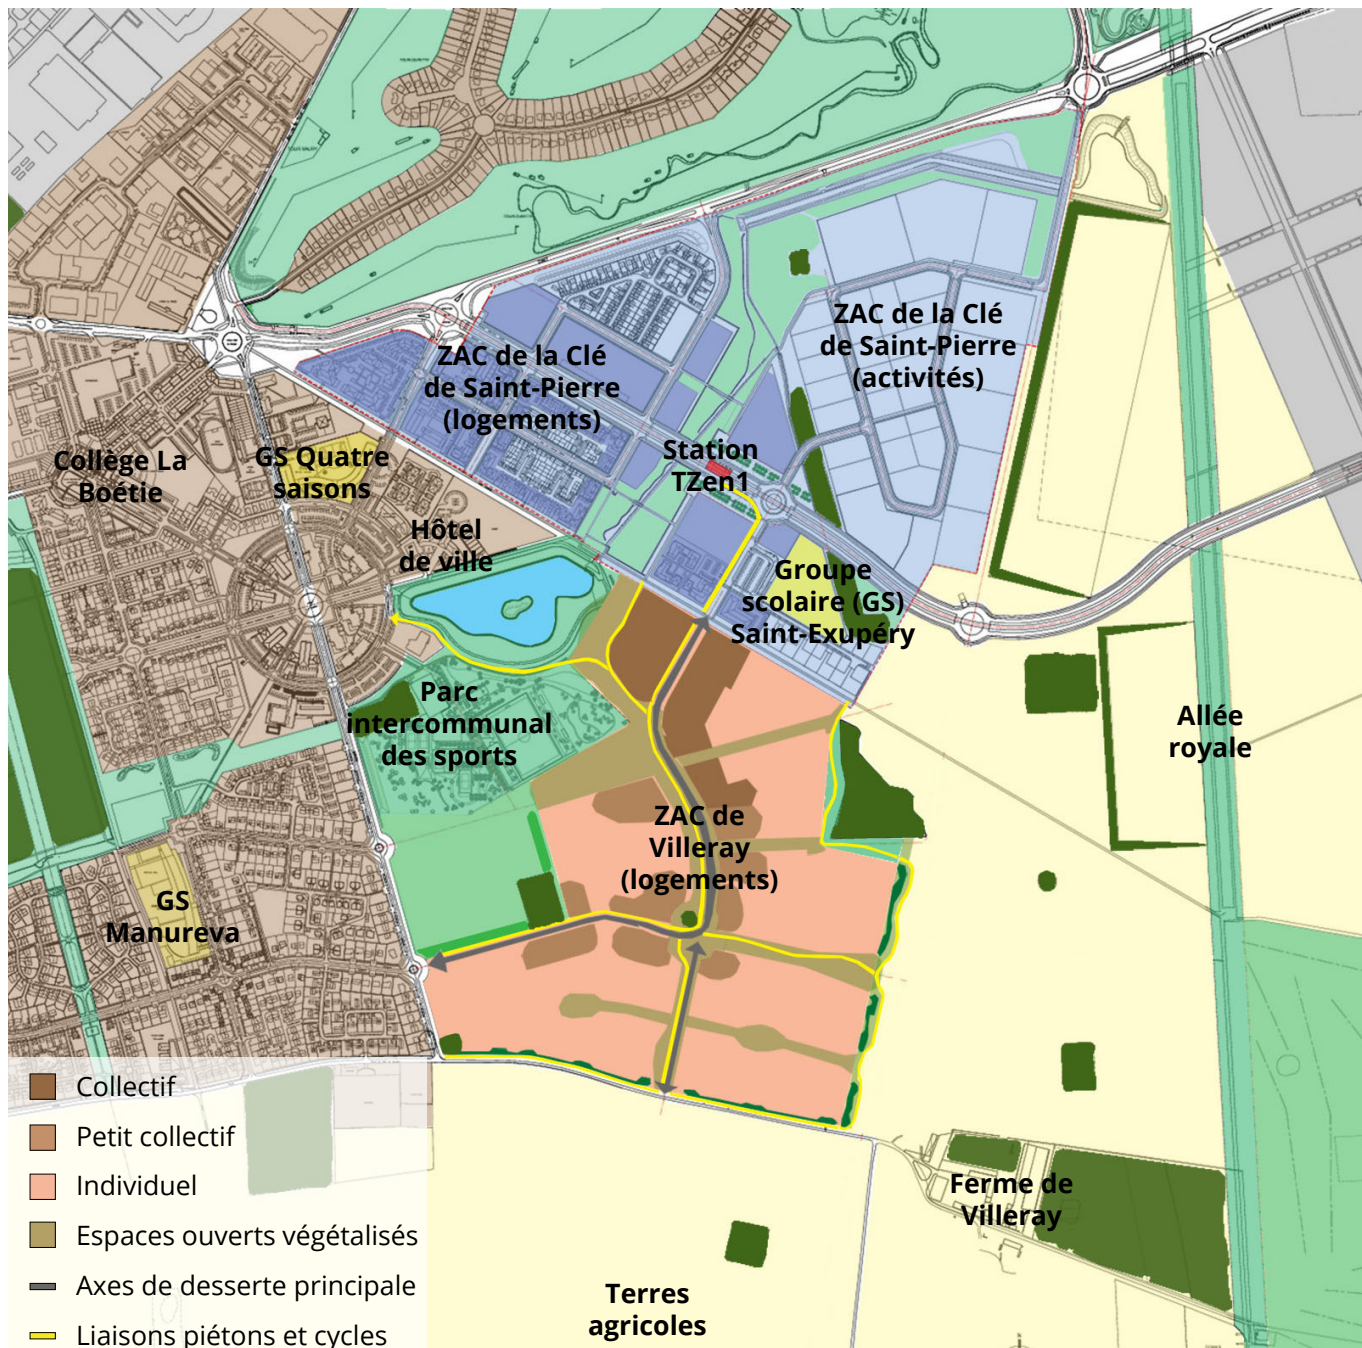 ZAC de la Clé
de Saint-Pierre
(activités)
ZAC de la Clé
de Saint-Pierre
(logements)
Collège La
Boétie
GS Quatre
saisons
Station
TZen1
Hôtel
de ville
Groupe
scolaire (GS)
Saint-Exupéry
Parc
intercommunal
des sports
Allée
royale
ZAC de
Villeray
(logements)
GS
Manureva
Ferme de
Villeray
Terres
agricoles
Collectif
Petit collectif
Individuel
Espaces ouverts végétalisés
Axes de desserte principale
Liaisons piétons et cycles